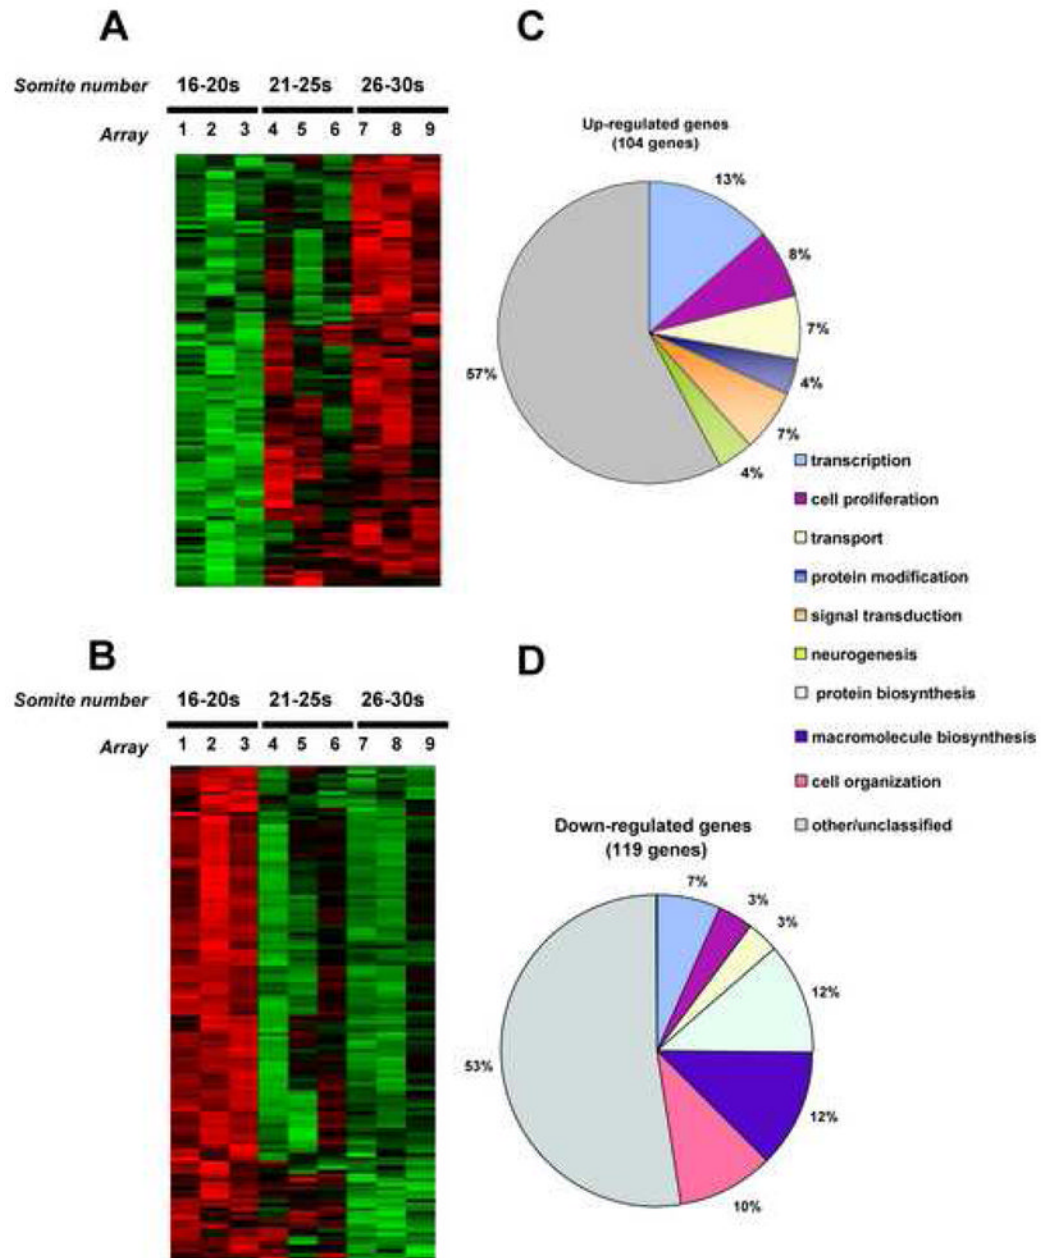 A
Somite number 16-20s 21-25s 26-30s
Array 1 2 3 4 5 6 7 8 9
C
Up-regulated genes
(104 genes)
13%
8%
7%
4%
7%
4%
57%
transcription
cell proliferation
transport
protein modification
signal transduction
neurogenesis
protein biosynthesis
macromolecule biosynthesis
cell organization
other/unclassified
B
Somite number 16-20s 21-25s 26-30s
Array 1 2 3 4 5 6 7 8 9
D
Down-regulated genes
(119 genes)
7%
3%
3%
12%
12%
10%
53%